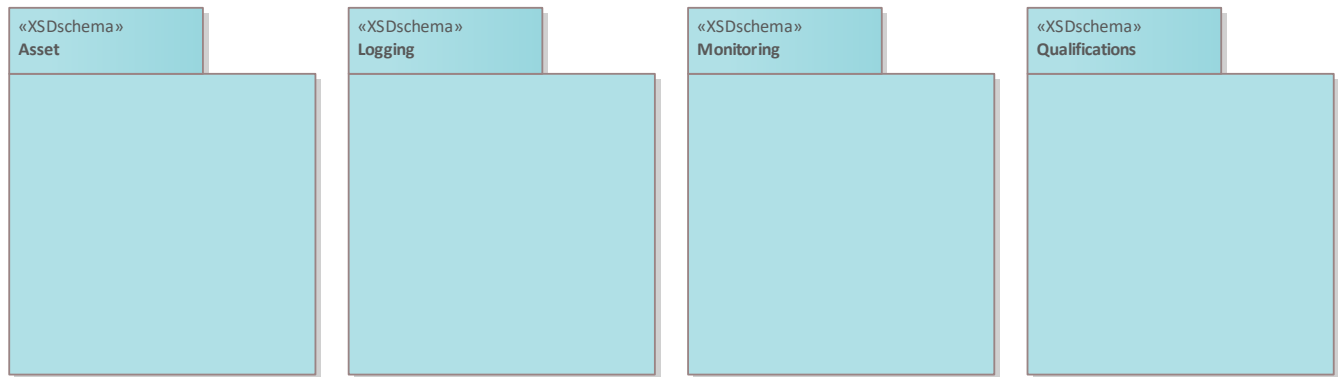 «XSDschema»
Asset
«XSDschema»
Logging
«XSDschema»
Monitoring
«XSDschema»
Qualifications